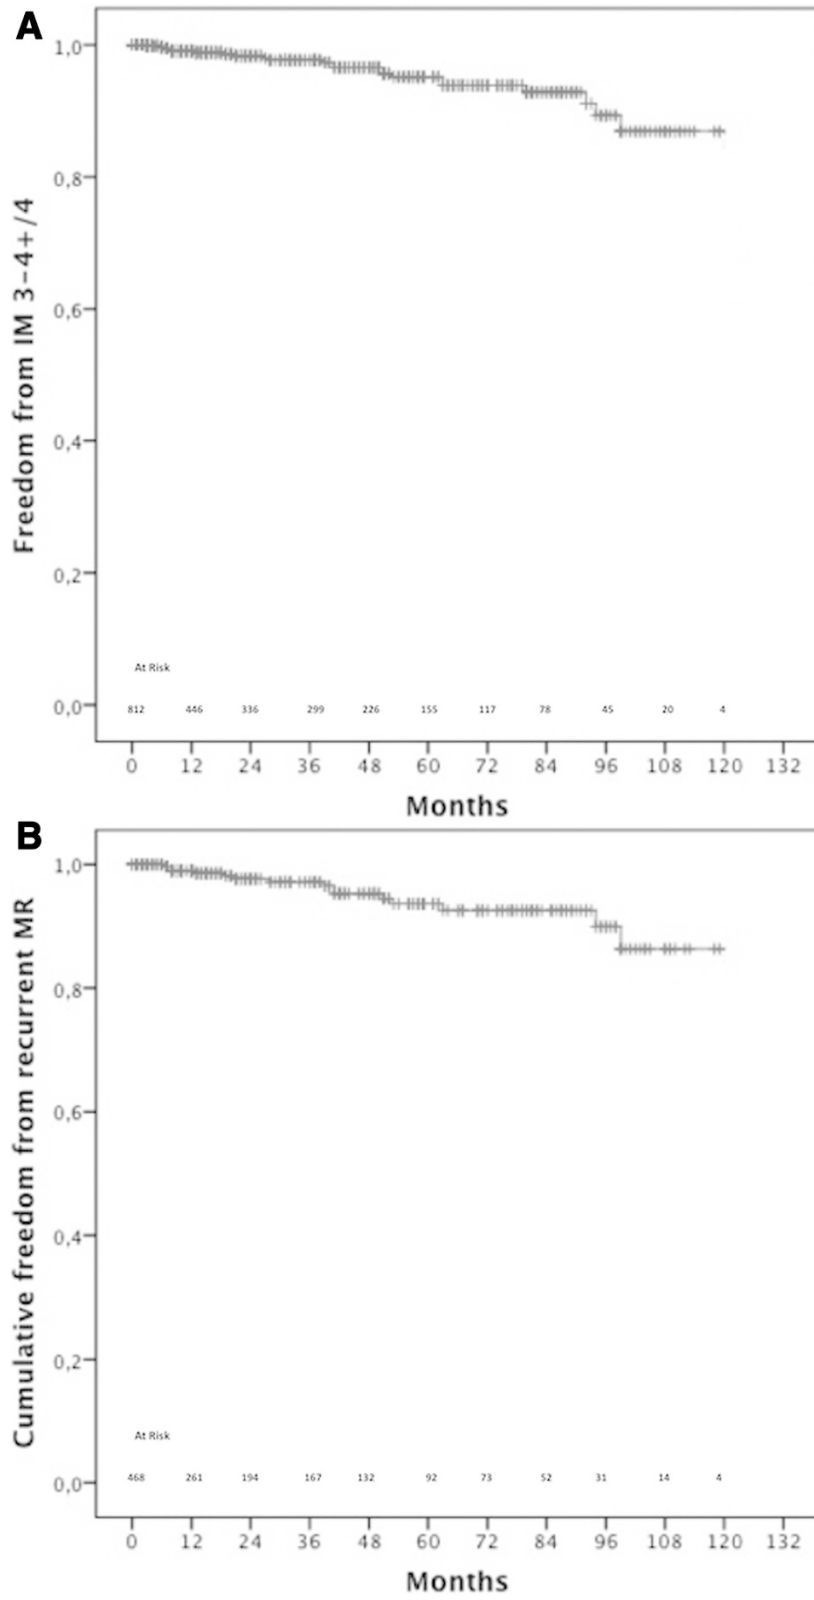 A
Freedom from IM 3-4+/4
1,0
0,8
0,6
0,4
0,2
0,0
At Risk
812 446 336 299 226 155 117 78 45 20 4
0 12 24 36 48 60 72 84 96 108 120 132
Months
B
Cumulative freedom from recurrent MR
1,0
0,8
0,6
0,4
0,2
0,0
At Risk
468 261 194 167 132 92 73 52 31 14 4
0 12 24 36 48 60 72 84 96 108 120 132
Months